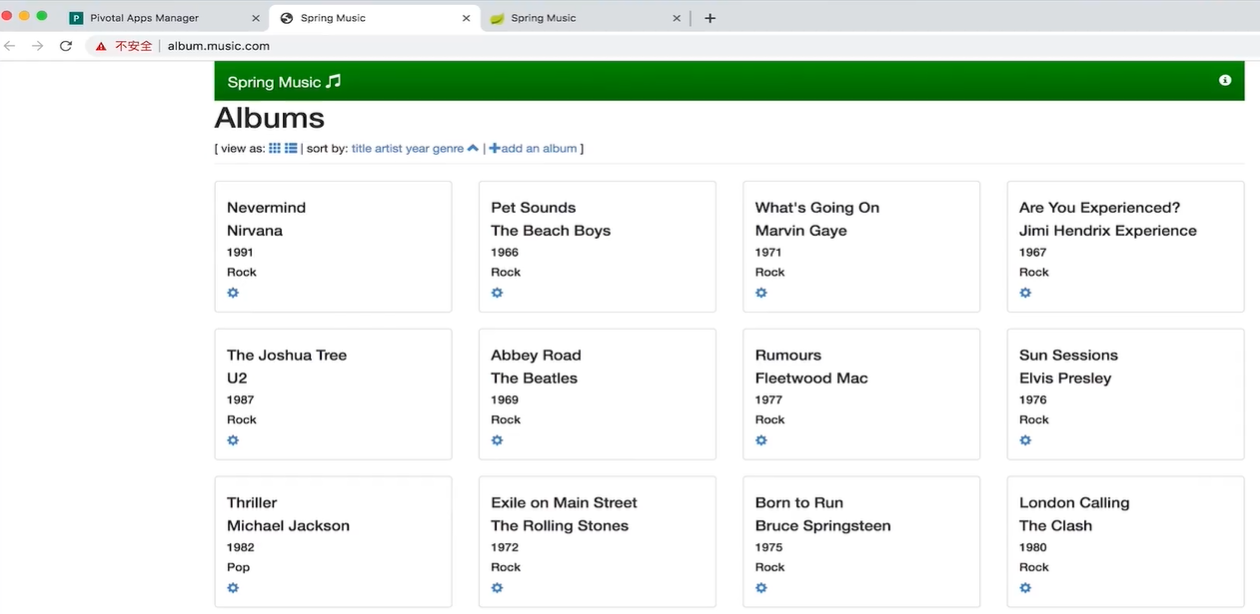 Pivotal Apps Manager
Spring Music
Spring Music
不安全 album.music.com
Spring Music
Albums
[ view as: | sort by: title artist year genre | add an album ]
Nevermind
Nirvana
1991
Rock
Pet Sounds
The Beach Boys
1966
Rock
What's Going On
Marvin Gaye
1971
Rock
Are You Experienced?
Jimi Hendrix Experience
1967
Rock
The Joshua Tree
U2
1987
Rock
Abbey Road
The Beatles
1969
Rock
Rumours
Fleetwood Mac
1977
Rock
Sun Sessions
Elvis Presley
1976
Rock
Thriller
Michael Jackson
1982
Pop
Exile on Main Street
The Rolling Stones
1972
Rock
Born to Run
Bruce Springsteen
1975
Rock
London Calling
The Clash
1980
Rock